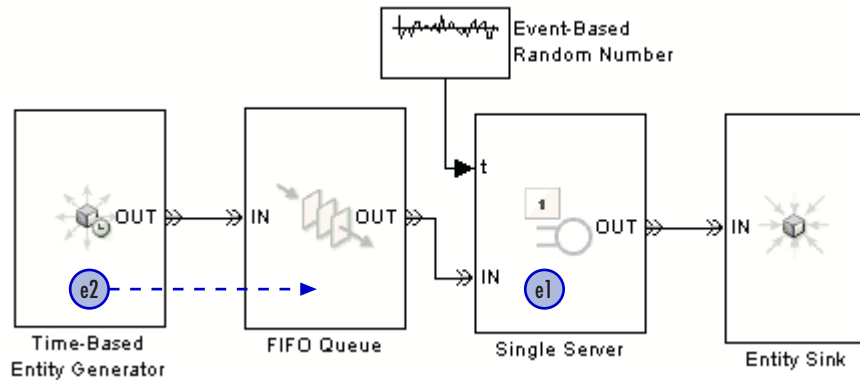 Event-Based
Random Number
OUT
IN
OUT
t
IN
1
OUT
IN
e2
e1
Time-Based
Entity Generator
FIFO Queue
Single Server
Entity Sink